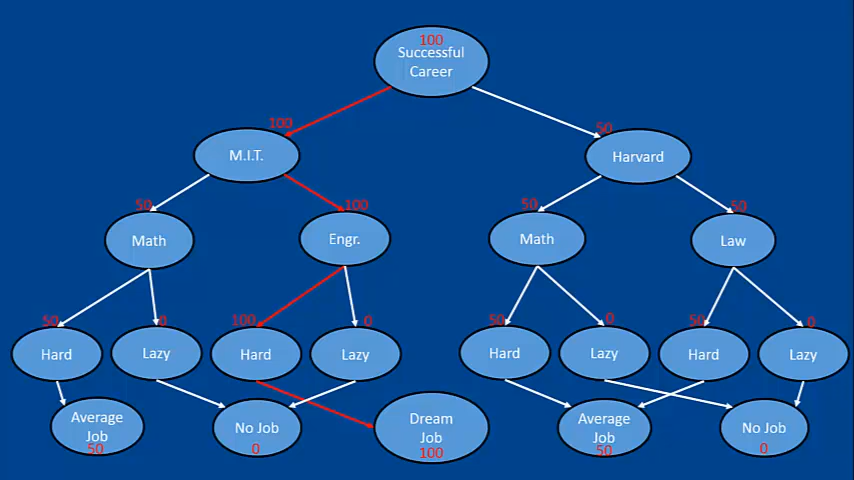 100
Successful
Career
100
50
M.I.T.
Harvard
50
100
50
50
Math
Engr.
Math
Law
50
0
100
0
50
0
50
0
Hard
Lazy
Hard
Lazy
Hard
Lazy
Hard
Lazy
Average
Job
50
No Job
0
Dream
Job
100
Average
Job
50
No Job
0